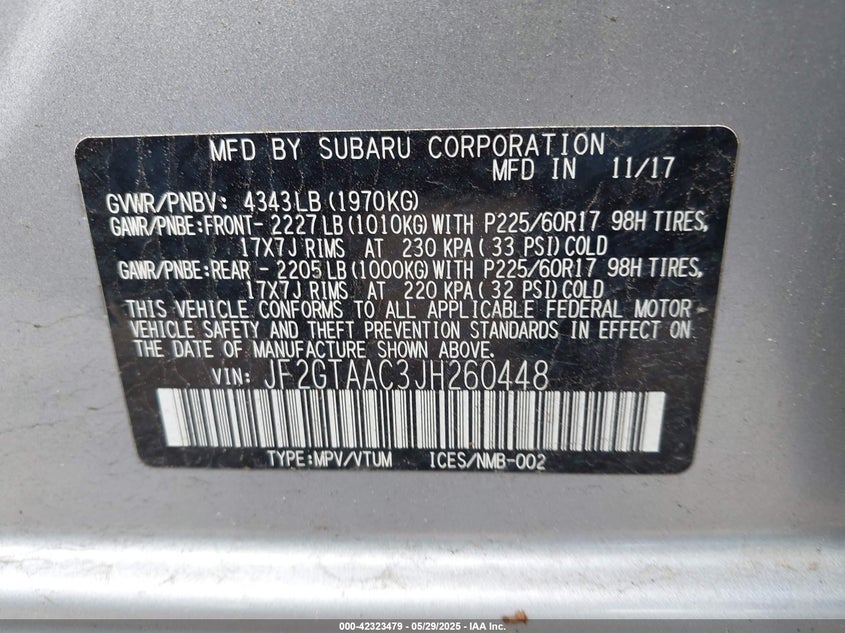 MFD BY SUBARU CORPORATION
MFD IN 11/17
GVWR/PNBV: 4343LB (1970KG)
GAWR/PNBE:FRONT- 2227LB (1010KG) WITH P225/60R17 98H TIRES,
17X7J RIMS AT 230 KPA ( 33 PSI) COLD
GAWR/PNBE:REAR - 2205LB (1000KG) WITH P225/60R17 98H TIRES,
17X7J RIMS AT 220 KPA ( 32 PSI) COLD
THIS VEHICLE CONFORMS TO ALL APPLICABLE FEDERAL MOTOR
VEHICLE SAFETY AND THEFT PREVENTION STANDARDS IN EFFECT ON
THE DATE OF MANUFACTURE SHOWN ABOVE.
VIN: JF2GTAAC3JH260448
TYPE:MPV/VTUM ICES/NMB-002
000-42323479 - 05/29/2025 - IAA Inc.